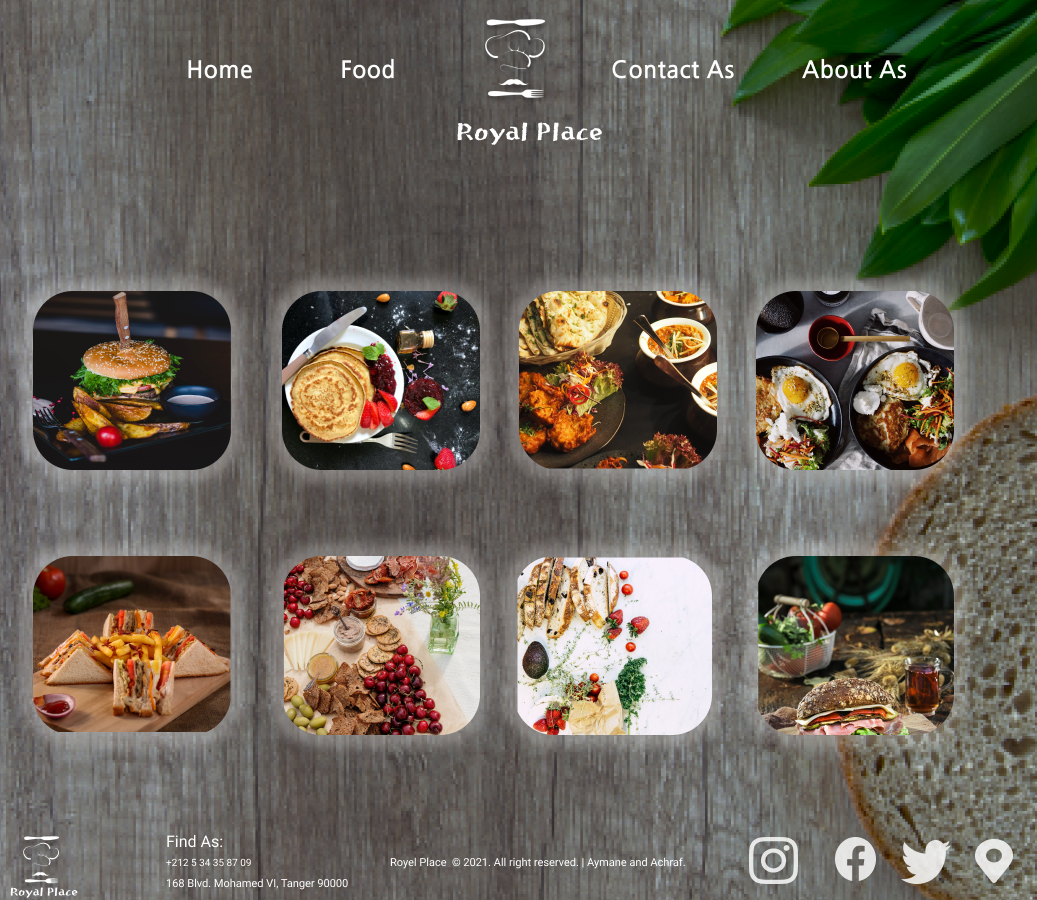 Home
Food
Contact As
About As
Royal Place
Find As:
+212 5 34 35 87 09
168 Blvd. Mohamed VI, Tanger 90000
Royel Place © 2021. All right reserved. | Aymane and Achraf.
Royal Place